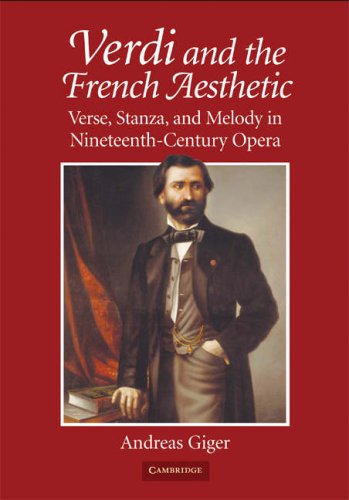 Verdi and the
French Aesthetic
Verse, Stanza, and Melody in
Nineteenth-Century Opera
Andreas Giger
CAMBRIDGE